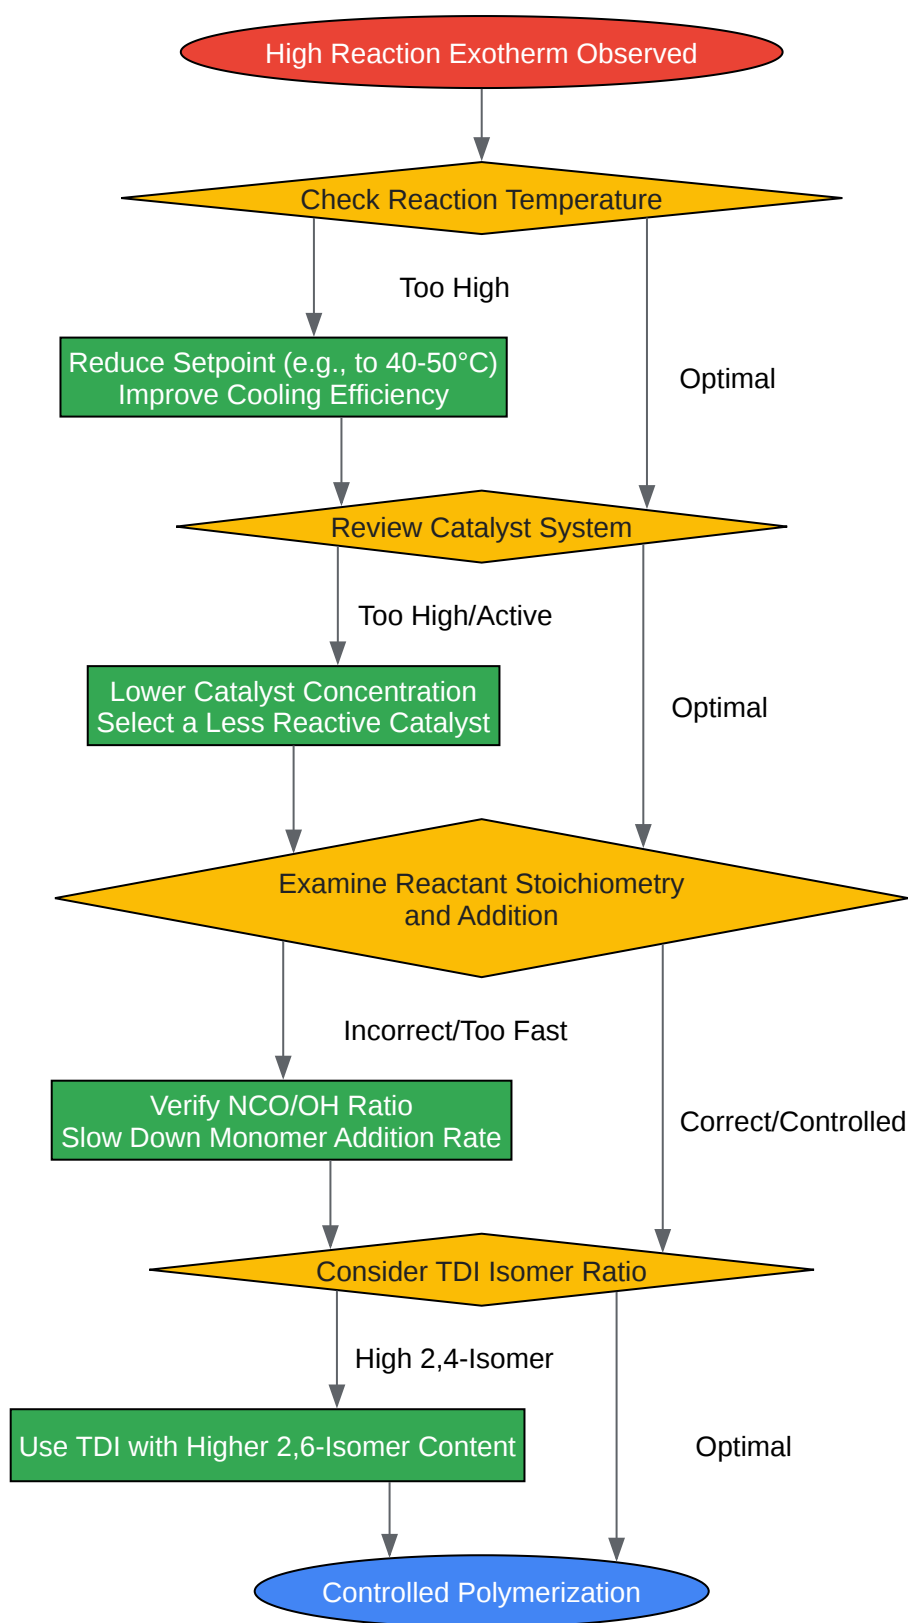 High Reaction Exotherm Observed
Check Reaction Temperature
Too High
Reduce Setpoint (e.g., to 40-50°C)
Improve Cooling Efficiency
Optimal
Review Catalyst System
Too High/Active
Lower Catalyst Concentration
Select a Less Reactive Catalyst
Optimal
Examine Reactant Stoichiometry
and Addition
Incorrect/Too Fast
Verify NCO/OH Ratio
Slow Down Monomer Addition Rate
Correct/Controlled
Consider TDI Isomer Ratio
High 2,4-Isomer
Use TDI with Higher 2,6-Isomer Content
Optimal
Controlled Polymerization